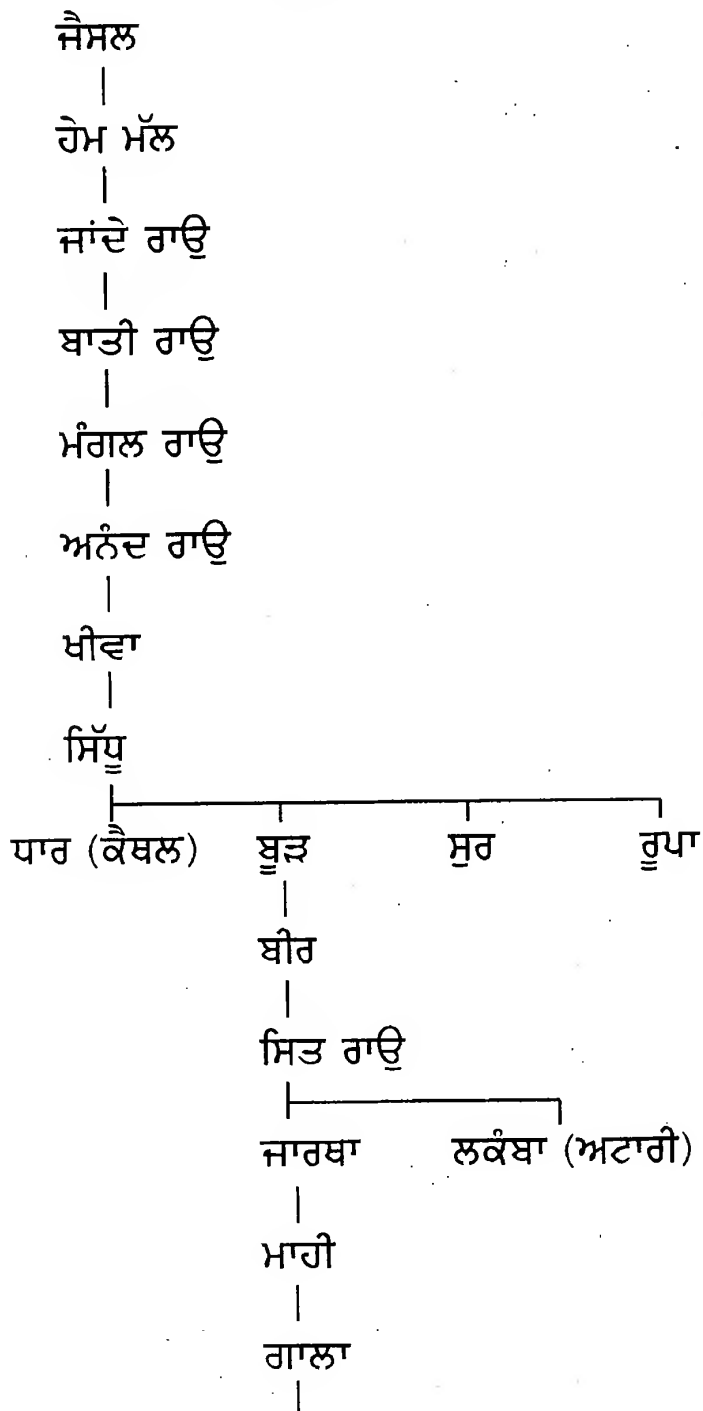 ਜੈਸਲ
ਹੇਮ ਮੱਲ
ਜਾਂਦੇ ਰਾਉ
ਬਾਤੀ ਰਾਉ
ਮੰਗਲ ਰਾਉ
ਅਨੰਦ ਰਾਉ
ਖੀਵਾ
ਸਿੱਧੂ
ਧਾਰ (ਕੈਥਲ) ਬੂੜ ਸੁਰ ਰੂਪਾ
ਬੀਰ
ਸਿਤ ਰਾਉ
ਜਾਰਥਾ ਲਕੰਬਾ (ਅਟਾਰੀ)
ਮਾਹੀ
ਗਾਲਾ